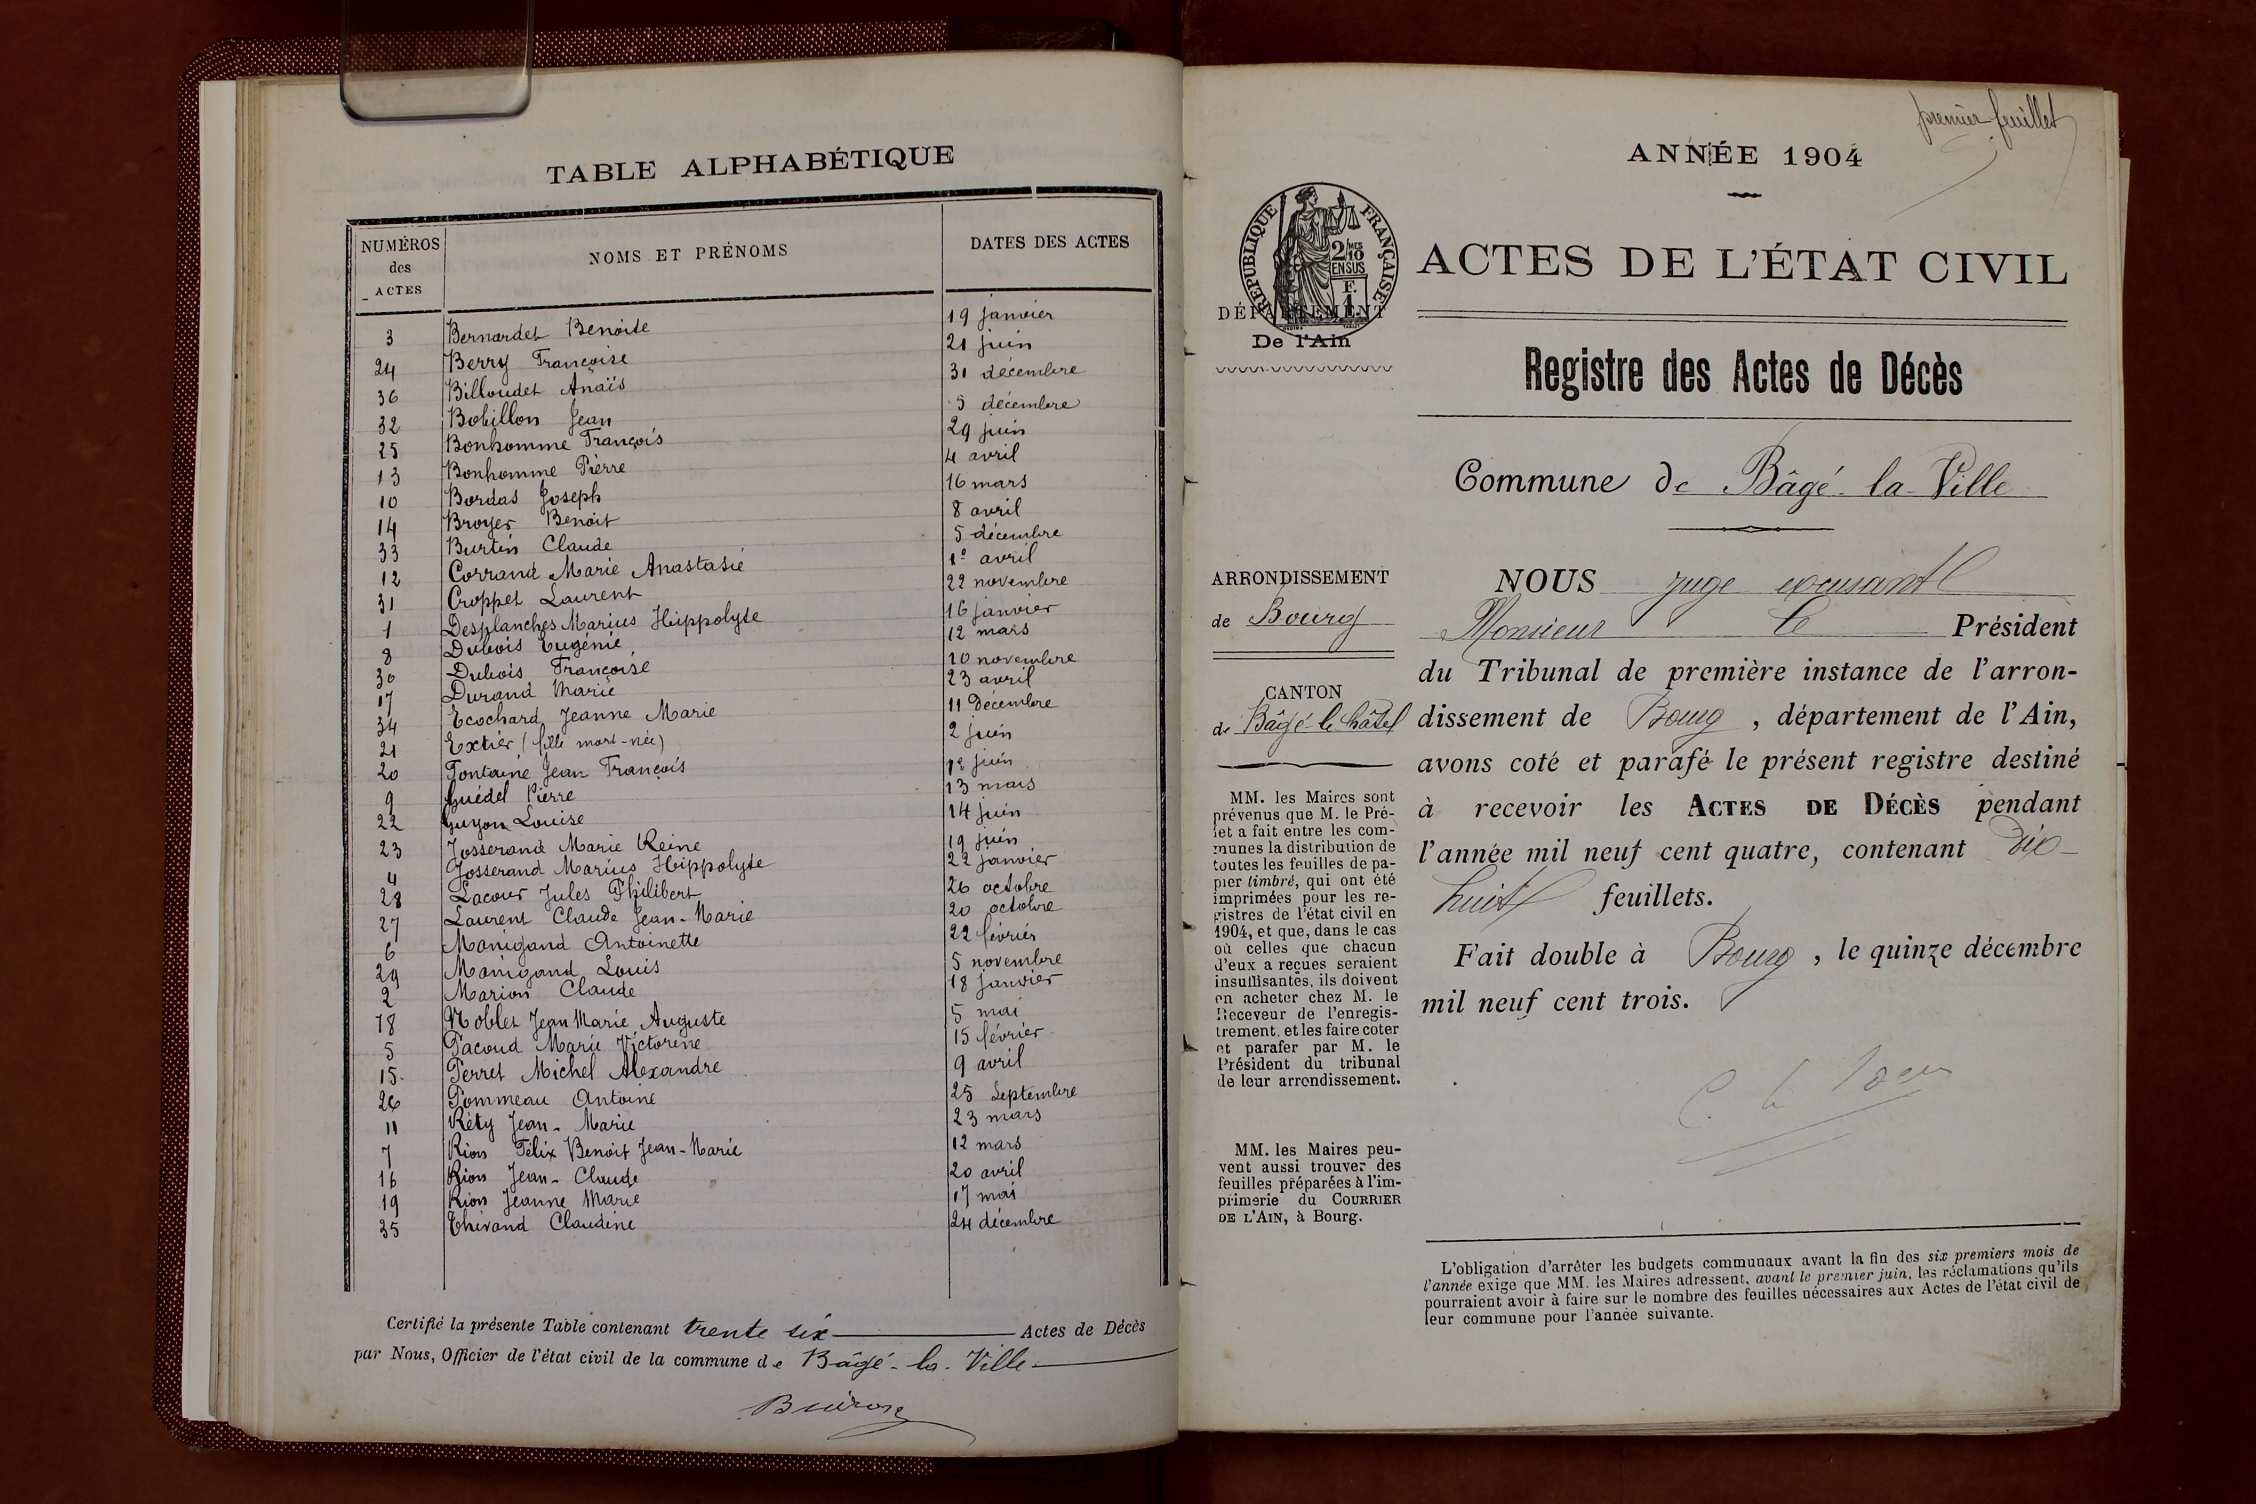 TABLE ALPHABÉTIQUE
NUMÉROS des ACTES NOMS ET PRÉNOMS DATES DES ACTES
3 Bernardet Benoite 19 janvier
24 Berry Françoise 21 juin
36 Billoudet Anaïs 31 décembre
32 Bobillon Jean 5 décembre
25 Bonhomme François 29 juin
13 Bonhomme Pierre 4 avril
10 Bordas Joseph 16 mars
14 Broyer Benoit 8 avril
33 Burtin Claude 5 décembre
12 Corrand Marie Anastasie 1e avril
31 Croppet Laurent 22 novembre
1 Desplanches Marius Hippolyte 16 janvier
8 Dubois Eugénie 12 mars
30 Dubois Françoise 20 novembre
17 Durand Marie 23 avril
34 Ecochard Jeanne Marie 11 Décembre
21 Extier (fille mort-née) 2 juin
20 Fontaine Jean François 1e juin
9 Guédel Pierre 13 mars
22 Guyon Louise 14 juin
23 Josserand Marie Reine 19 juin
4 Josserand Marius Hippolyte 22 janvier
28 Lacour Jules Philibert 26 octobre
27 Laurent Claude Jean-Marie 20 octobre
6 Manigand Antoinette 22 février
29 Manigand Louis 5 novembre
2 Marion Claude 18 janvier
18 Noblet Jean Marie Auguste 5 mai
5 Pacoud Marie Victorine 15 février
15 Perret Michel Alexandre 9 avril
26 Pommeau Antoine 25 Septembre
11 Réty Jean-Marie 23 mars
7 Rion Félix Benoit Jean-Marie 12 mars
16 Rion Jean-Claude 20 avril
19 Rion Jeanne Marie 17 mai
35 Thivand Claudine 24 décembre
Certifié la présente Table contenant trente six Actes de Décès
par Nous, Officier de l'état civil de la commune de Bâgé-la-Ville
premier feuillet
ANNÉE 1904
RÉPUBLIQUE FRANÇAISE
2/10 MES
EN SUS
F. 1.
ACTES DE L'ÉTAT CIVIL
DÉPARTEMENT
De l'Ain
Registre des Actes de Décès
Commune de Bâgé-la-Ville
ARRONDISSEMENT
de Bourg
CANTON
de Bâgé-le-Châtel
MM. les Maires sont
prévenus que M. le Pré-
fet a fait entre les com-
munes la distribution de
toutes les feuilles de pa-
pier timbré, qui ont été
imprimées pour les re-
gistres de l'état civil en
1904, et que, dans le cas
où celles que chacun
d'eux a reçues seraient
insuffisantes, ils doivent
en acheter chez M. le
Receveur de l'enregis-
trement, et les faire coter
et parafer par M. le
Président du tribunal
de leur arrondissement.
MM. les Maires peu-
vent aussi trouver des
feuilles préparées à l'im-
primerie du COURRIER
DE L'AIN, à Bourg.
NOUS juge
Monsieur le Président
du Tribunal de première instance de l'arron-
dissement de Bourg, département de l'Ain,
avons coté et parafé le présent registre destiné
à recevoir les ACTES DE DÉCÈS pendant
l'année mil neuf cent quatre, contenant Dix-
huit feuillets.
Fait double à Bourg, le quinze décembre
mil neuf cent trois.
L'obligation d'arrêter les budgets communaux avant la fin des six premiers mois de
l'année exige que MM. les Maires adressent, avant le premier juin, les réclamations qu'ils
pourraient avoir à faire sur le nombre des feuilles nécessaires aux Actes de l'état civil de
leur commune pour l'année suivante.